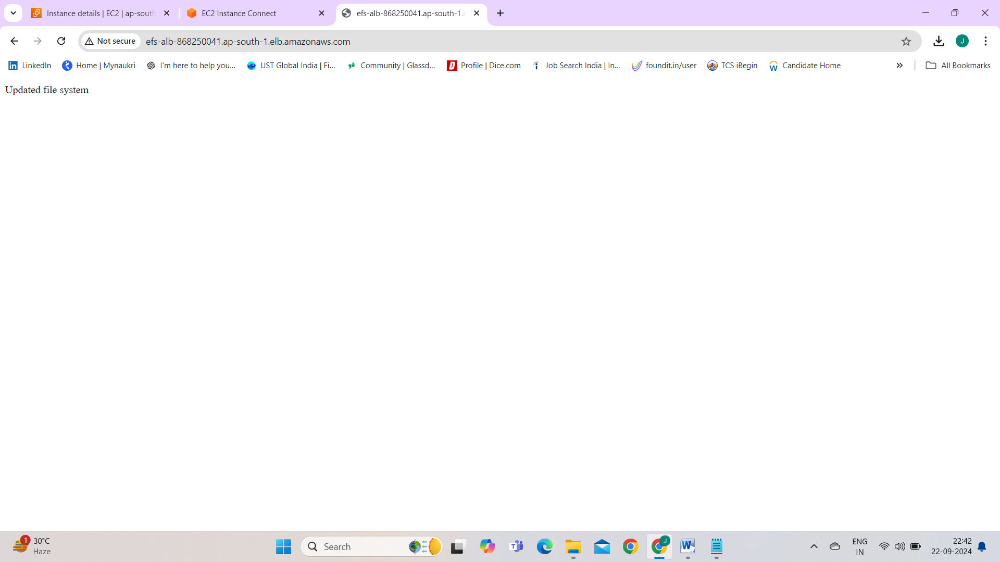 Instance details | EC2 | ap-south
EC2 Instance Connect
efs-alb-868250041.ap-south-1.e
Not secure
efs-alb-868250041.ap-south-1.elb.amazonaws.com
J
LinkedIn
Home | Mynaukri
I'm here to help you...
UST Global India | Fi...
Community | Glassd...
Profile | Dice.com
Job Search India | In...
foundit.in/user
TCS iBegin
Candidate Home
All Bookmarks
Updated file system
1
30°C
Haze
Search
J
ENG
IN
22:42
22-09-2024